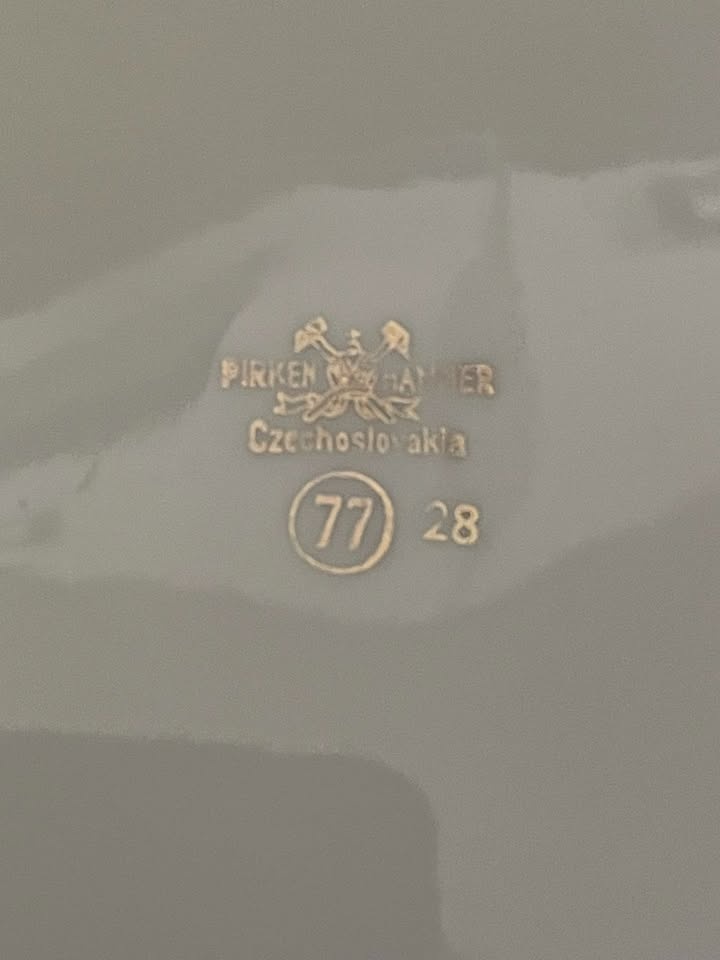 PIRKEN HAMMER
Czechoslovakia
77 28